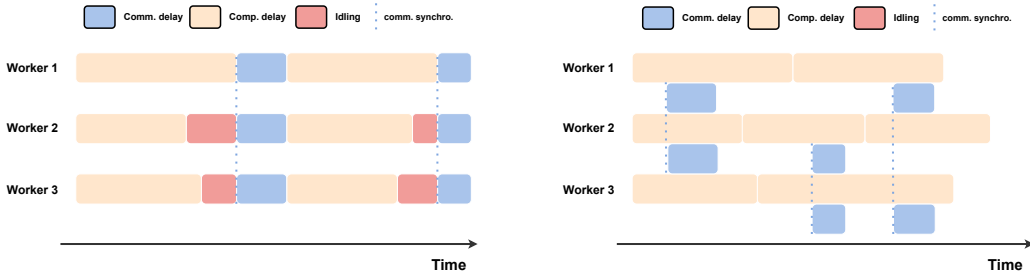 Comm. delay Comp. delay Idling comm. synchro.
Worker 1
Worker 2
Worker 3
Time
Comm. delay Comp. delay Idling comm. synchro.
Worker 1
Worker 2
Worker 3
Time